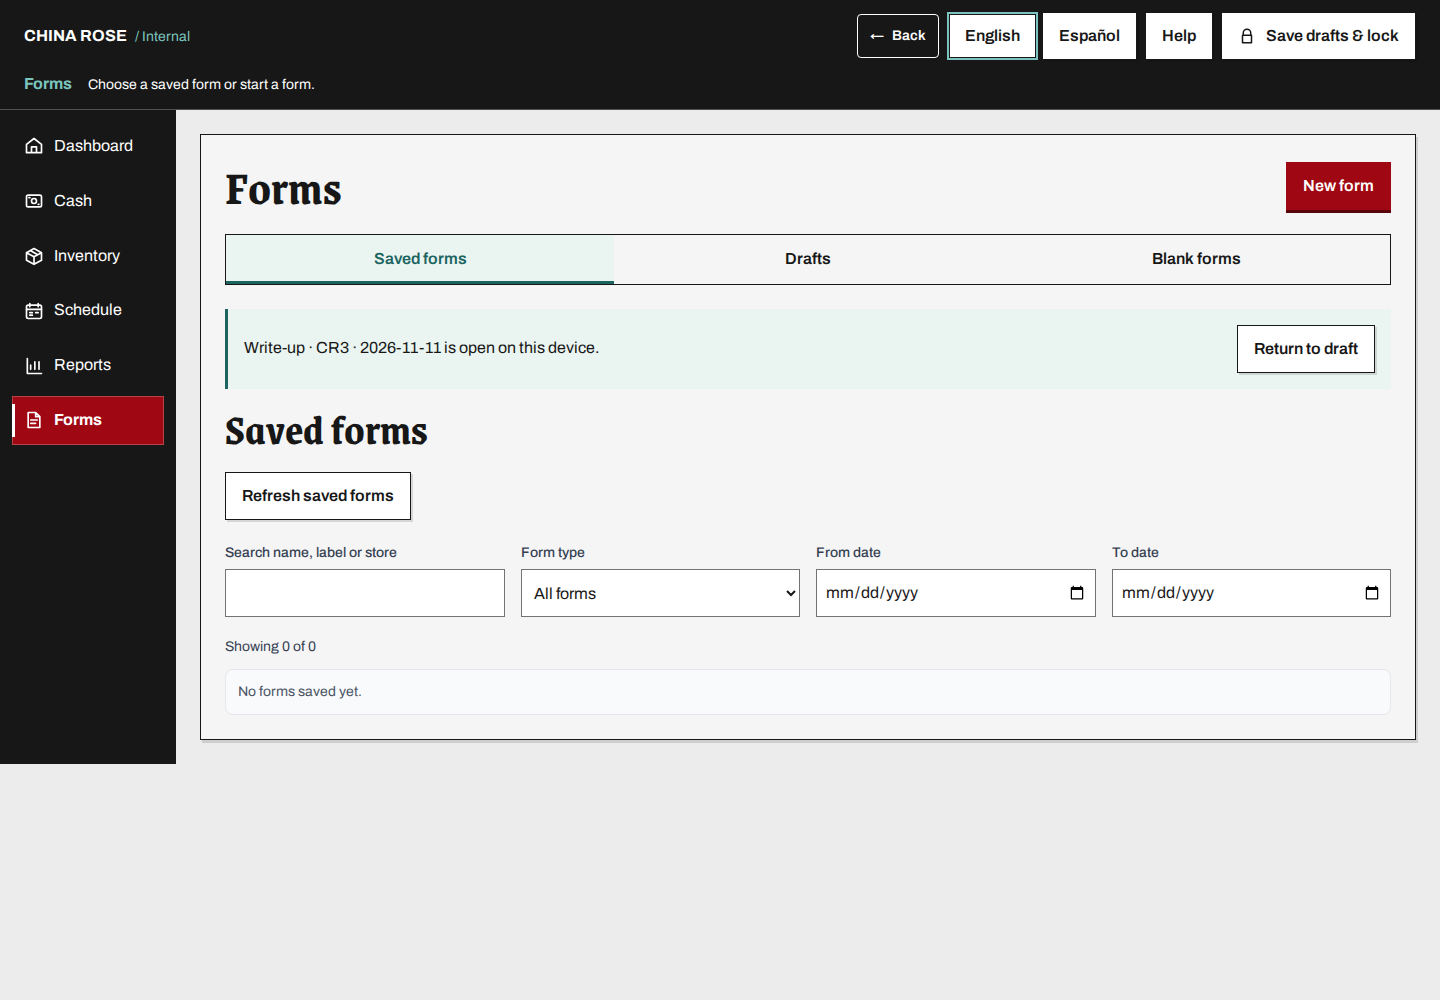 CHINA ROSE / Internal
← Back
English
Español
Help
Save drafts & lock
Forms
Choose a saved form or start a form.
Dashboard
Cash
Inventory
Schedule
Reports
Forms
Forms
New form
Saved forms
Drafts
Blank forms
Write-up · CR3 · 2026-11-11 is open on this device.
Return to draft
Saved forms
Refresh saved forms
Search name, label or store
Form type
From date
To date
All forms
mm/dd/yyyy
mm/dd/yyyy
Showing 0 of 0
No forms saved yet.